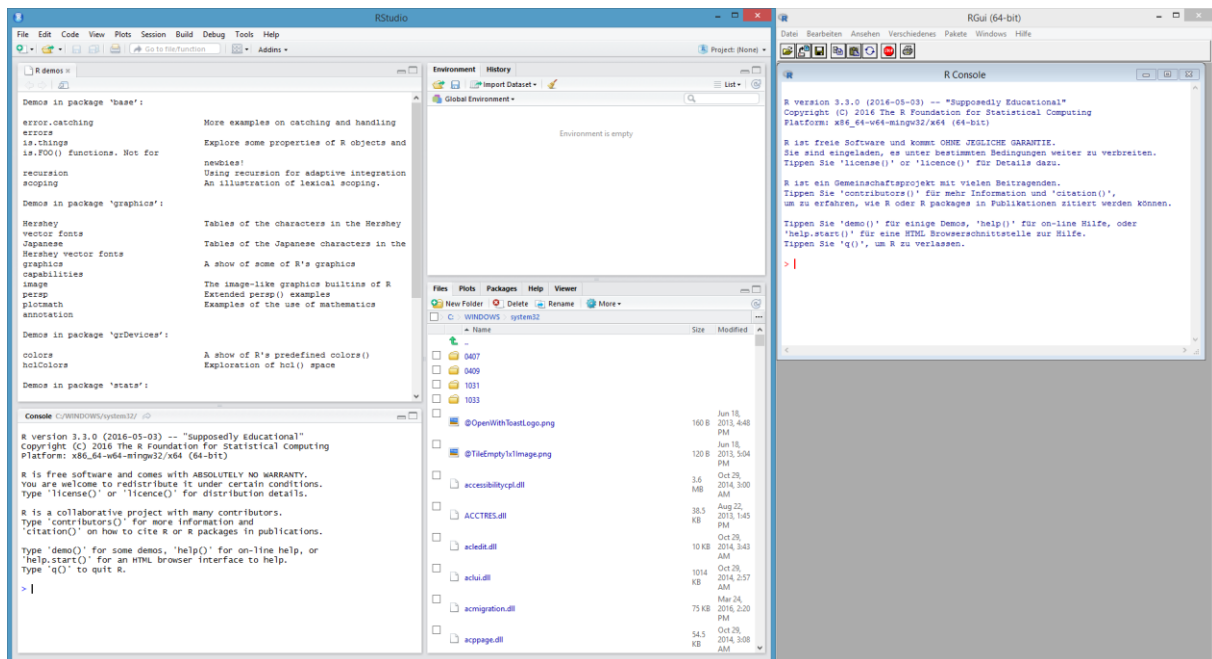 RStudio
File Edit Code View Plots Session Build Debug Tools Help
Go to file/function Addins Project: (None)
R demos
Demos in package 'base':
error.catching More examples on catching and handling
errors
is.things Explore some properties of R objects and
is.FOO() functions. Not for
newbies!
recursion Using recursion for adaptive integration
scoping An illustration of lexical scoping.
Demos in package 'graphics':
Hershey Tables of the characters in the Hershey
vector fonts
Japanese Tables of the Japanese characters in the
Hershey vector fonts
graphics A show of some of R's graphics
capabilities
image The image-like graphics builtins of R
persp Extended persp() examples
plotmath Examples of the use of mathematics
annotation
Demos in package 'grDevices':
colors A show of R's predefined colors()
hclColors Exploration of hcl() space
Demos in package 'stats':
Console C:/WINDOWS/system32/
R version 3.3.0 (2016-05-03) -- "Supposedly Educational"
Copyright (C) 2016 The R Foundation for Statistical Computing
Platform: x86_64-w64-mingw32/x64 (64-bit)
R is free software and comes with ABSOLUTELY NO WARRANTY.
You are welcome to redistribute it under certain conditions.
Type 'license()' or 'licence()' for distribution details.
R is a collaborative project with many contributors.
Type 'contributors()' for more information and
'citation()' on how to cite R or R packages in publications.
Type 'demo()' for some demos, 'help()' for on-line help, or
'help.start()' for an HTML browser interface to help.
Type 'q()' to quit R.
>
Environment History
Import Dataset List
Global Environment
Environment is empty
Files Plots Packages Help Viewer
New Folder Delete Rename More
C: WINDOWS system32
Name Size Modified
..
0407
0409
1031
1033
@OpenWithToastLogo.png 160 B Jun 18, 2013, 4:48 PM
@TileEmpty1x1Image.png 120 B Jun 18, 2013, 5:04 PM
accessibilitycpl.dll 3.6 MB Oct 29, 2014, 3:00 AM
ACCTRES.dll 38.5 KB Aug 22, 2013, 1:45 PM
acledit.dll 10 KB Oct 29, 2014, 3:43 AM
aclui.dll 1014 KB Oct 29, 2014, 2:57 AM
acmigration.dll 75 KB Mar 24, 2016, 2:20 PM
acppage.dll 54.5 KB Oct 29, 2014, 3:08 AM
RGui (64-bit)
Datei Bearbeiten Ansehen Verschiedenes Pakete Windows Hilfe
R Console
R version 3.3.0 (2016-05-03) -- "Supposedly Educational"
Copyright (C) 2016 The R Foundation for Statistical Computing
Platform: x86_64-w64-mingw32/x64 (64-bit)
R ist freie Software und kommt OHNE JEGLICHE GARANTIE.
Sie sind eingeladen, es unter bestimmten Bedingungen weiter zu verbreiten.
Tippen Sie 'license()' or 'licence()' für Details dazu.
R ist ein Gemeinschaftsprojekt mit vielen Beitragenden.
Tippen Sie 'contributors()' für mehr Information und 'citation()',
um zu erfahren, wie R oder R packages in Publikationen zitiert werden können.
Tippen Sie 'demo()' für einige Demos, 'help()' für on-line Hilfe, oder
'help.start()' für eine HTML Browserschnittstelle zur Hilfe.
Tippen Sie 'q()', um R zu verlassen.
>